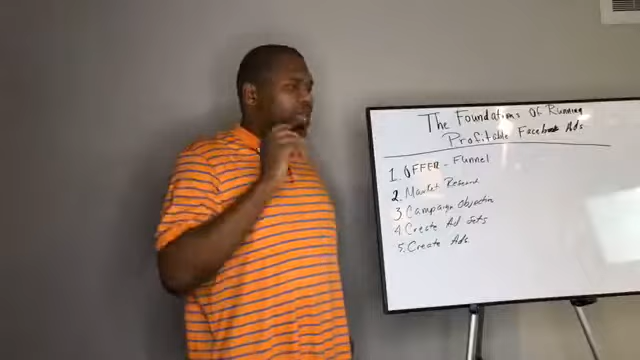 The Foundations Of Running
Profitable Facebook Ads
1. OFFER - Funnel
2. Market Research
3 Campaign Objective
4 Create Ad Sets
5. Create Ads